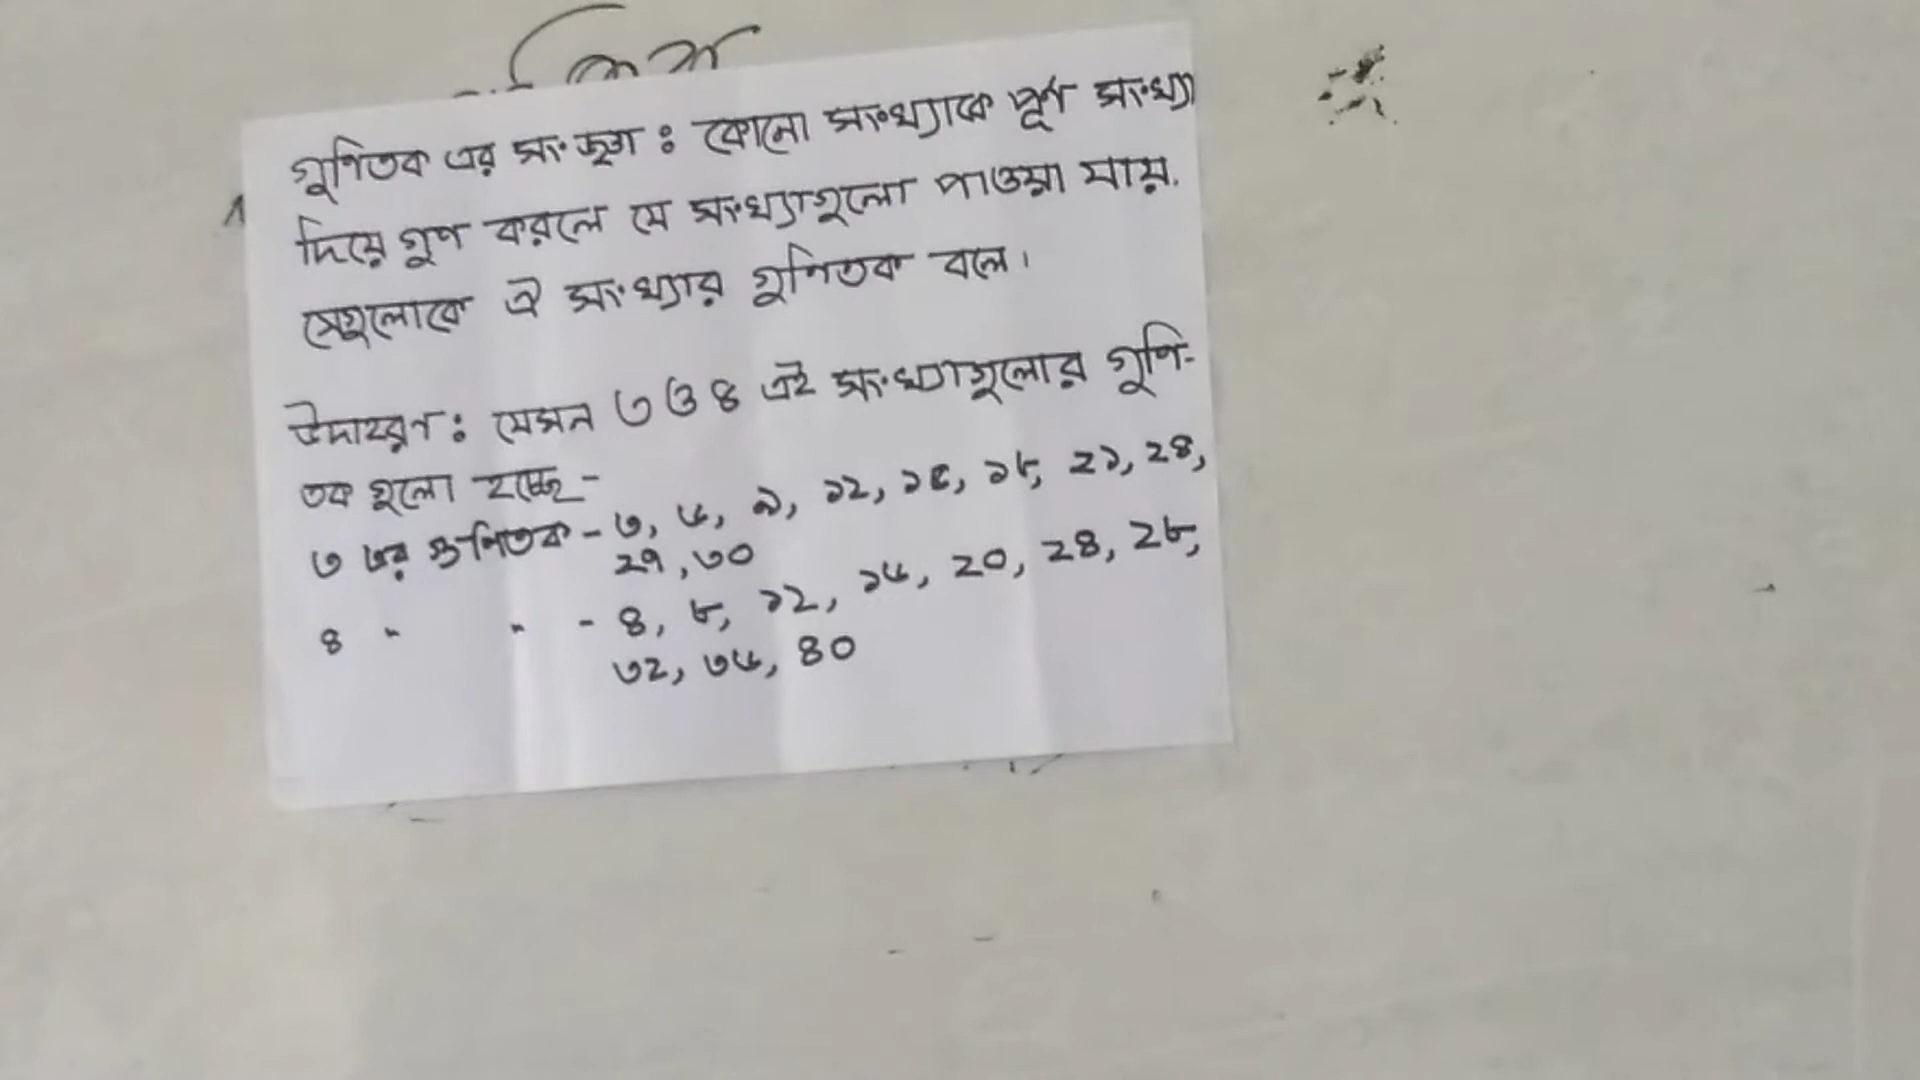 গুণিতক এর সংজ্ঞা : কোনো সংখ্যাকে পূর্ণ সংখ্যা
দিয়ে গুণ করলে যে সংখ্যাগুলো পাওয়া যায়.
সেগুলোকে ঐ সংখ্যার গুণিতক বলে।
উদাহরণ : যেমন ৩ ও ৪ এই সংখ্যাগুলোর গুণি-
তক গুলো হচ্ছে -
৩ এর গুণিতক - ৩, ৬, ৯, ১২, ১৫, ১৮, ২১, ২৪,
২৭, ৩০
৪ " " - ৪, ৮, ১২, ১৬, ২০, ২৪, ২৮,
৩২, ৩৬, ৪০